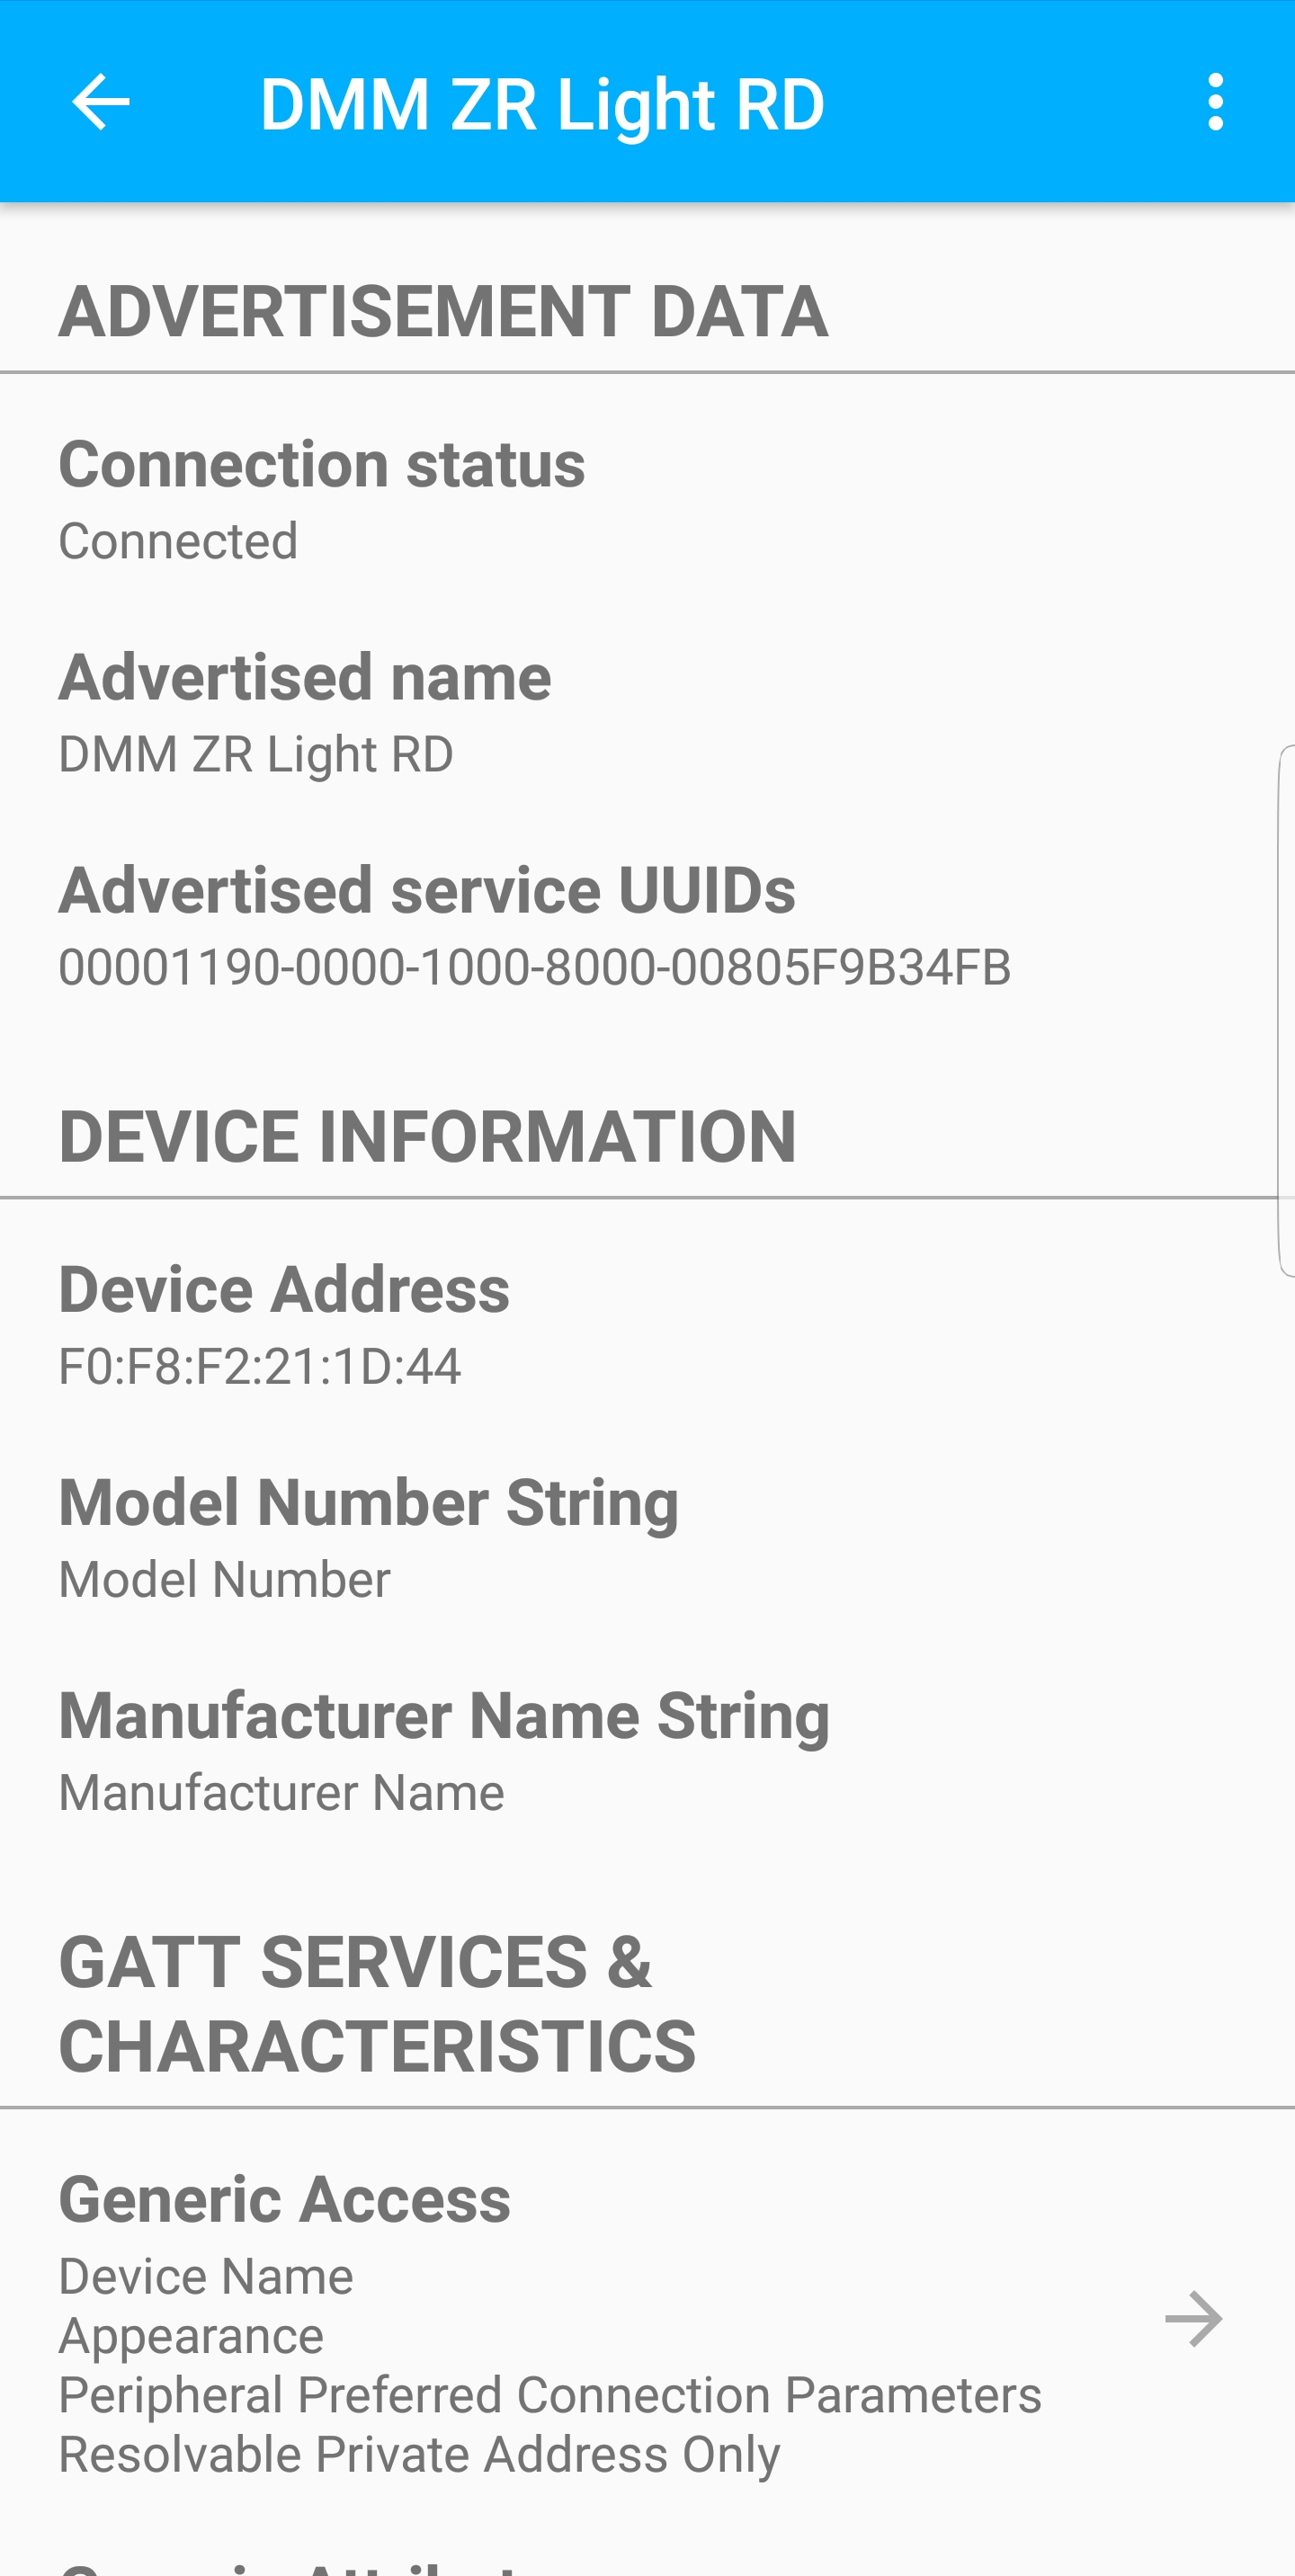 DMM ZR Light RD
ADVERTISEMENT DATA
Connection status
Connected
Advertised name
DMM ZR Light RD
Advertised service UUIDs
00001190-0000-1000-8000-00805F9B34FB
DEVICE INFORMATION
Device Address
F0:F8:F2:21:1D:44
Model Number String
Model Number
Manufacturer Name String
Manufacturer Name
GATT SERVICES &
CHARACTERISTICS
Generic Access
Device Name
Appearance
Peripheral Preferred Connection Parameters
Resolvable Private Address Only